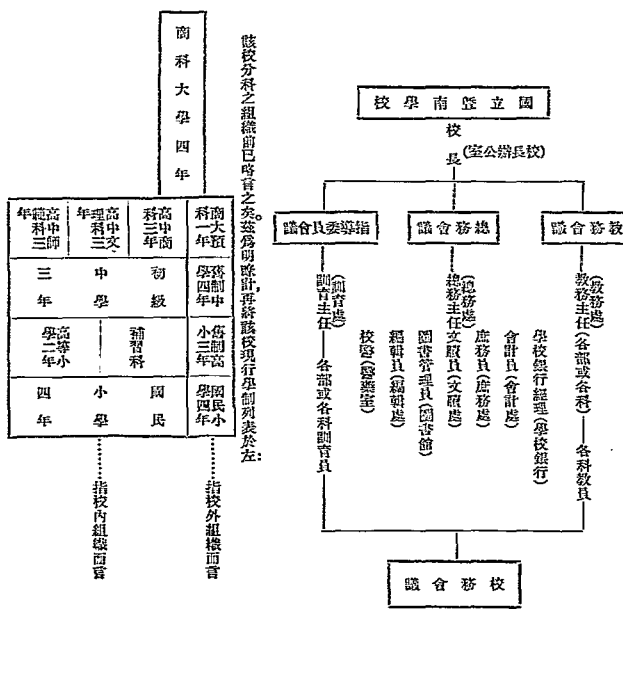 國立暨南學校
校長(校長辦公室)
教務會議
總務會議
指導委員會議
教務主任(各部或各科)——各科教員
(教務處)
學校銀行經理(學校銀行)
會計員(會計處)
庶務員(庶務處)
文牘員(文牘處)
圖書管理員(圖書館)
編輯員(編輯處)
校醫(醫藥室)
總務主任
(總務處)
訓育主任——各部或各科訓育員
(訓育處)
校務會議
該校分科之組織前已略言之矣。茲爲明瞭計,再將該校現行學制列表於左:
商科大學四年
商大預科一年
高中商科三年
高中文、理科三年
高中師範科三年
舊制中學四年
初級中學三年
舊制高小三年
補習科
高等小學二年
國民小學四年
國民小學四年
指校外組織而言
指校內組織而言